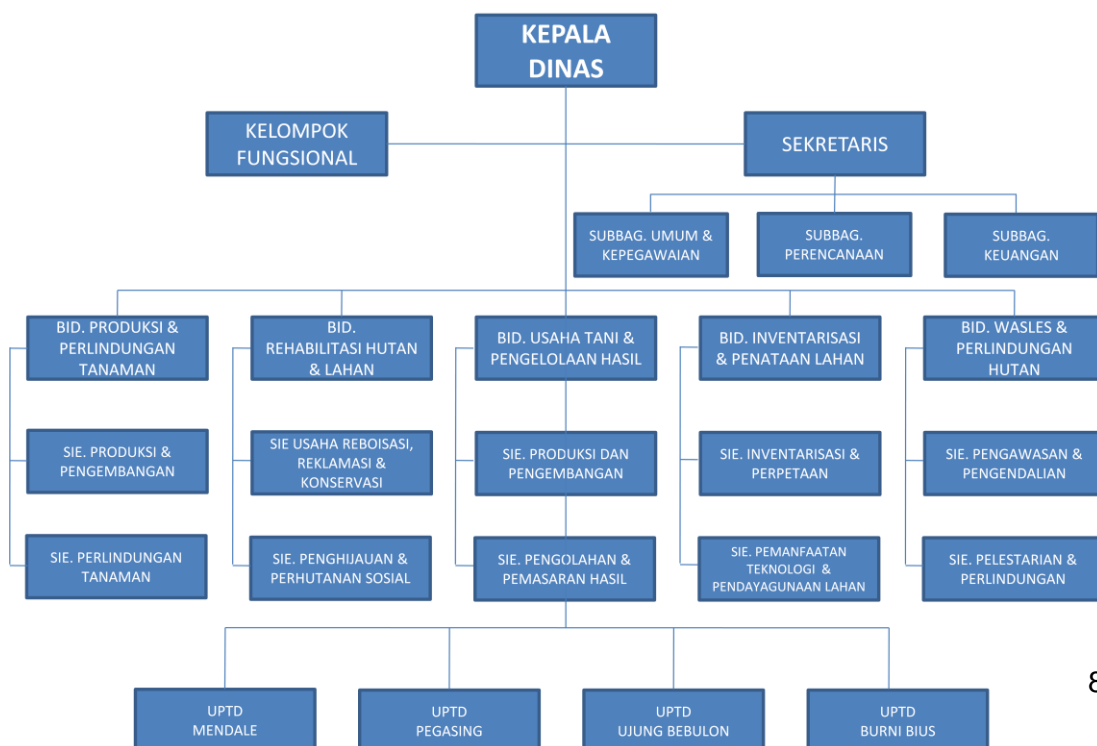 KEPALA
DINAS
KELOMPOK
FUNGSIONAL
SEKRETARIS
SUBBAG. UMUM &
KEPEGAWAIAN
SUBBAG.
PERENCANAAN
SUBBAG.
KEUANGAN
BID. PRODUKSI &
PERLINDUNGAN
TANAMAN
BID.
REHABILITASI HUTAN
& LAHAN
BID. USAHA TANI &
PENGELOLAAN HASIL
BID. INVENTARISASI
& PENATAAN LAHAN
BID. WASLES &
PERLINDUNGAN
HUTAN
SIE. PRODUKSI &
PENGEMBANGAN
SIE USAHA REBOISASI,
REKLAMASI &
KONSERVASI
SIE. PRODUKSI DAN
PENGEMBANGAN
SIE. INVENTARISASI &
PERPETAAN
SIE. PENGAWASAN &
PENGENDALIAN
SIE. PERLINDUNGAN
TANAMAN
SIE. PENGHIJAUAN &
PERHUTANAN SOSIAL
SIE. PENGOLAHAN &
PEMASARAN HASIL
SIE. PEMANFAATAN
TEKNOLOGI &
PENDAYAGUNAAN LAHAN
SIE. PELESTARIAN &
PERLINDUNGAN
UPTD
MENDALE
UPTD
PEGASING
UPTD
UJUNG BEBULON
UPTD
BURNI BIUS
8